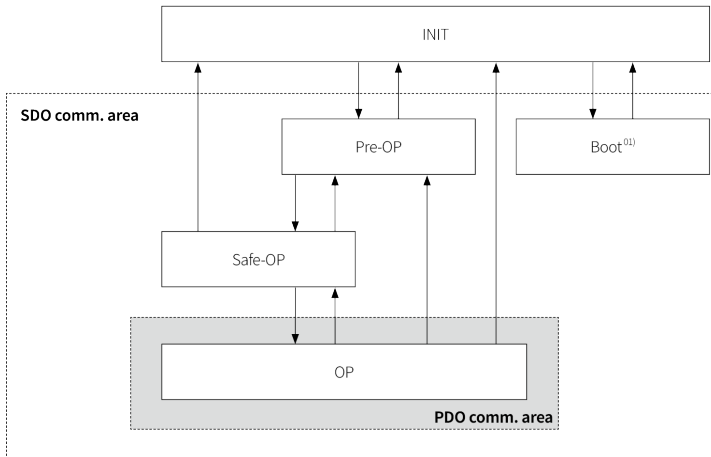 INIT
SDO comm. area
Pre-OP
Boot⁰¹⁾
Safe-OP
OP
PDO comm. area